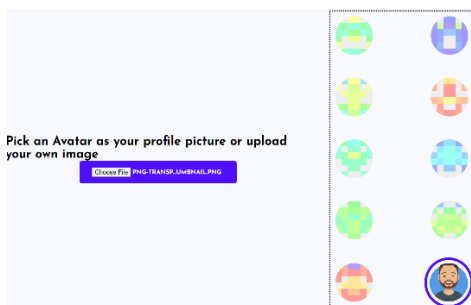 Pick an Avatar as your profile picture or upload
your own image
Choose File PNG-TRANSP...UMBNAIL.PNG